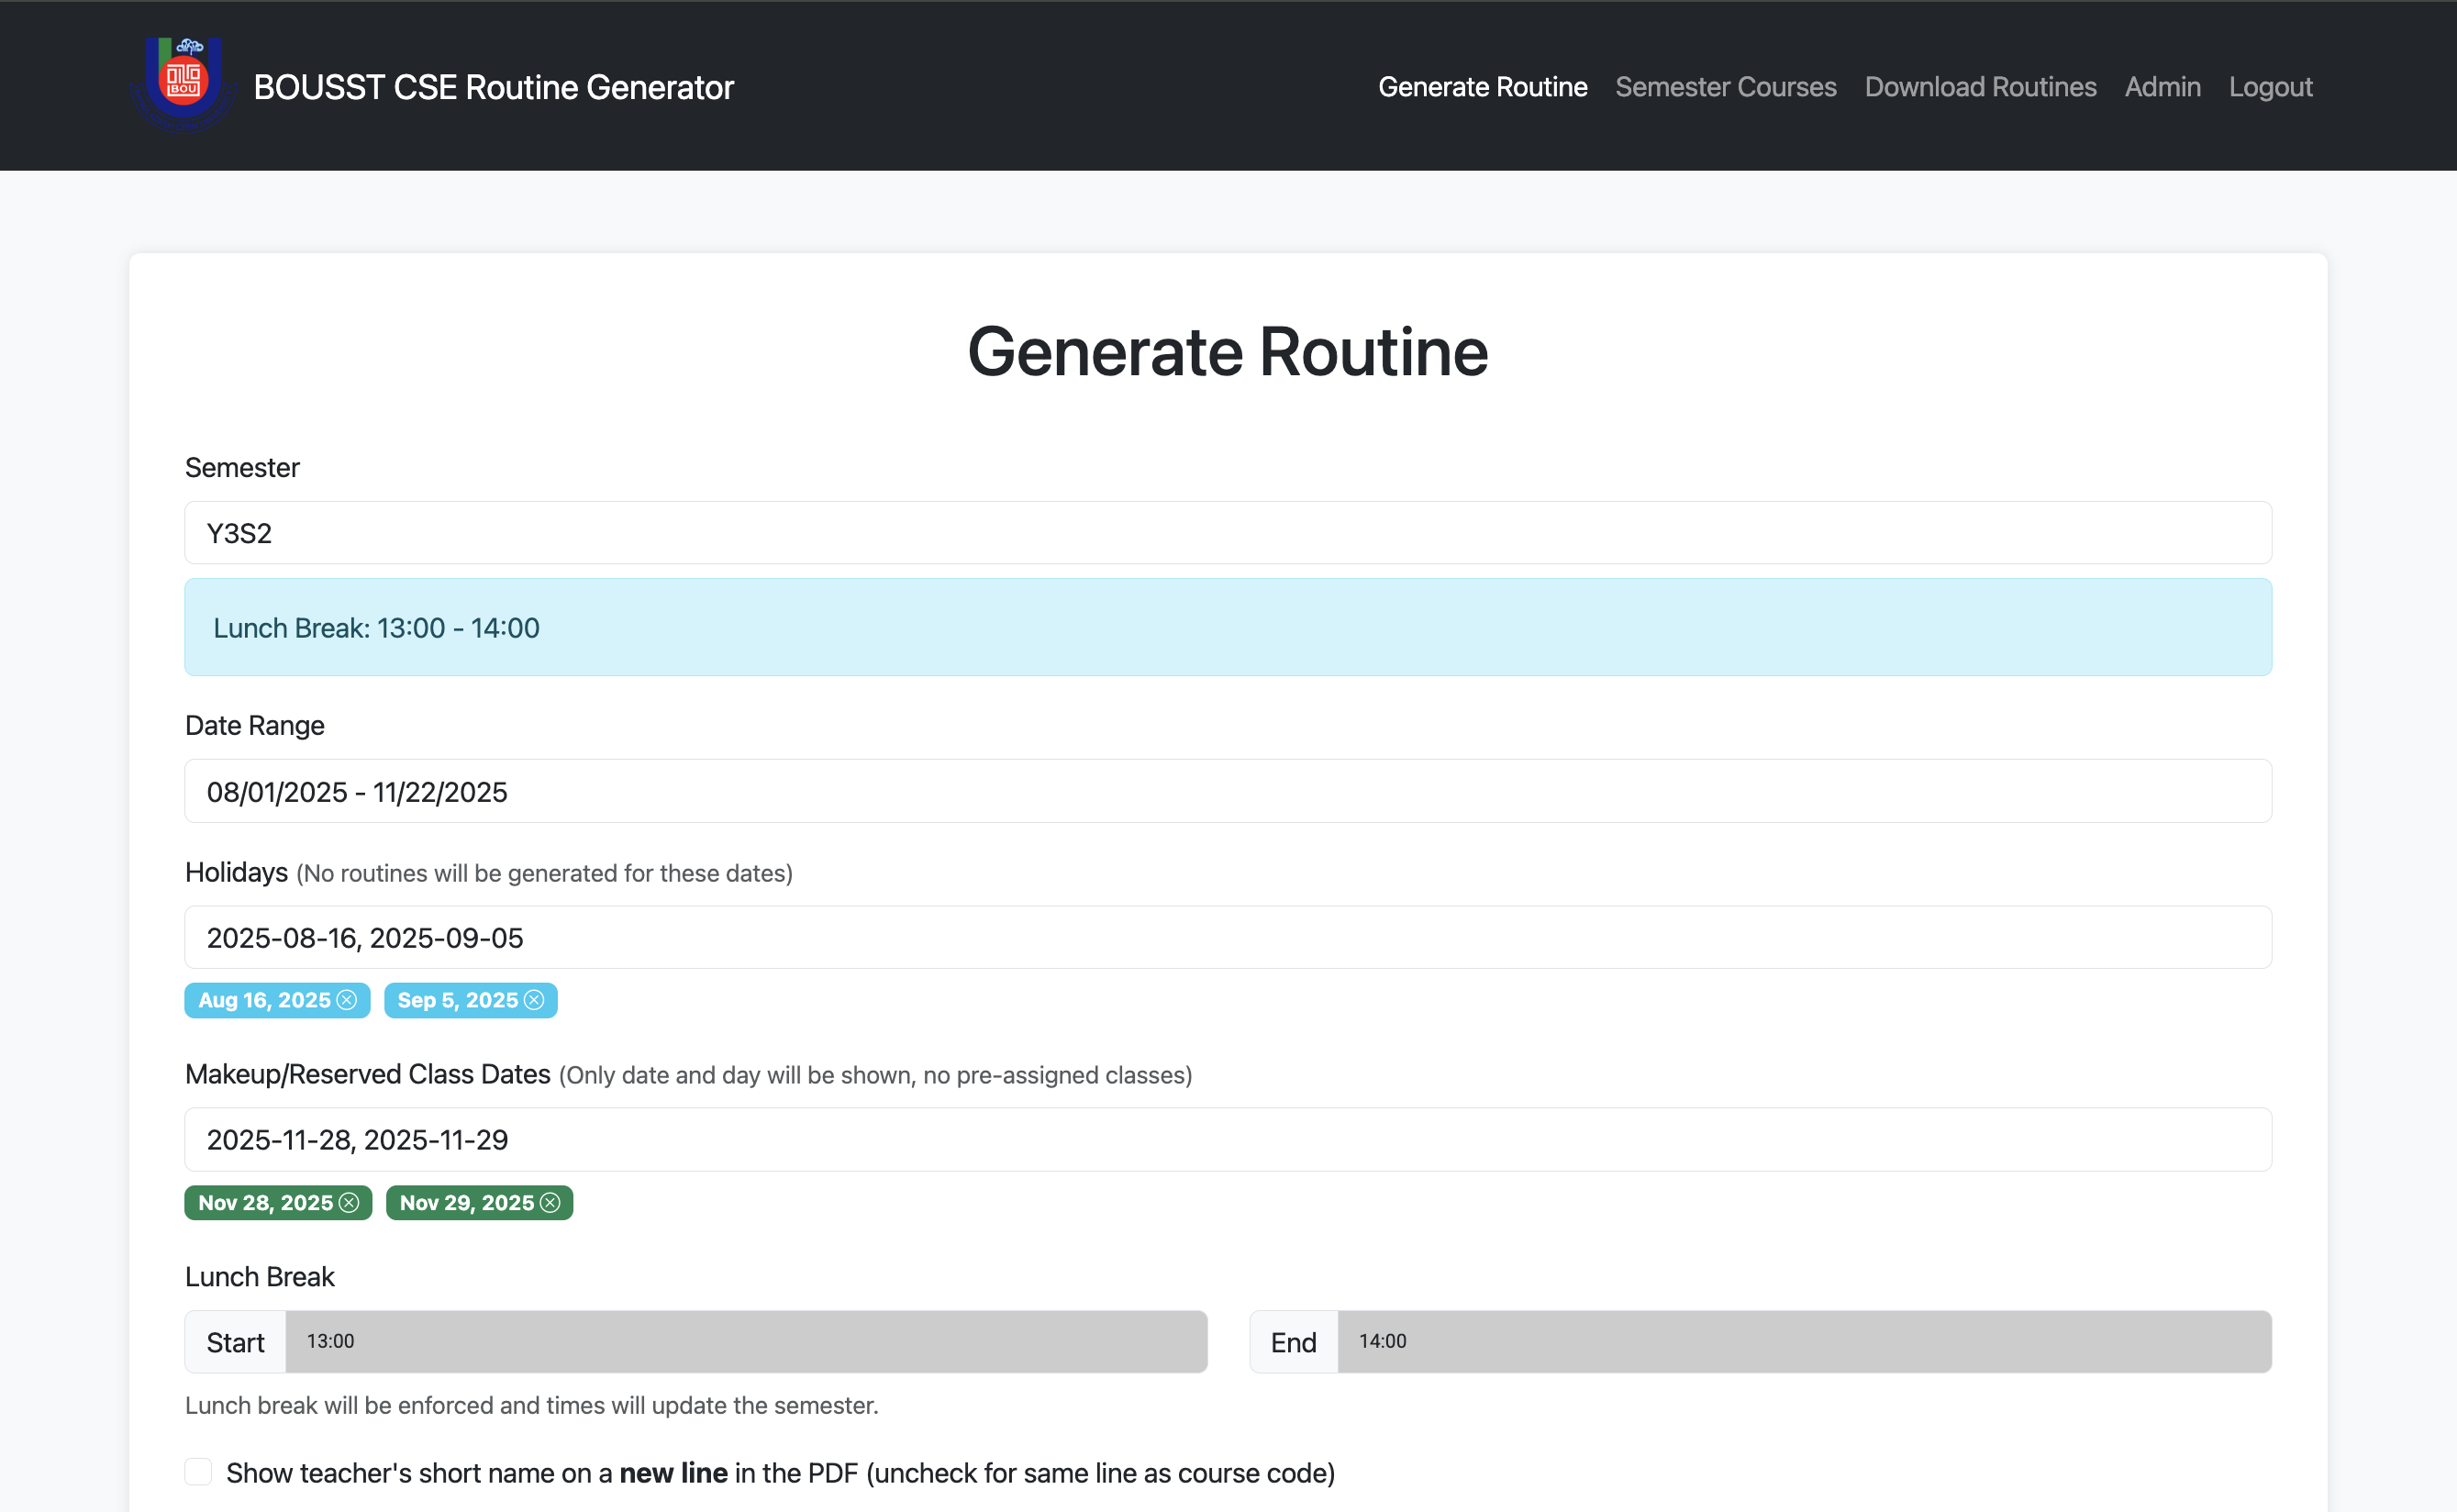 BOU
BOUSST CSE Routine Generator
Generate Routine Semester Courses Download Routines Admin Logout
Generate Routine
Semester
Y3S2
Lunch Break: 13:00 - 14:00
Date Range
08/01/2025 - 11/22/2025
Holidays (No routines will be generated for these dates)
2025-08-16, 2025-09-05
Aug 16, 2025 Sep 5, 2025
Makeup/Reserved Class Dates (Only date and day will be shown, no pre-assigned classes)
2025-11-28, 2025-11-29
Nov 28, 2025 Nov 29, 2025
Lunch Break
Start 13:00 End 14:00
Lunch break will be enforced and times will update the semester.
Show teacher's short name on a new line in the PDF (uncheck for same line as course code)